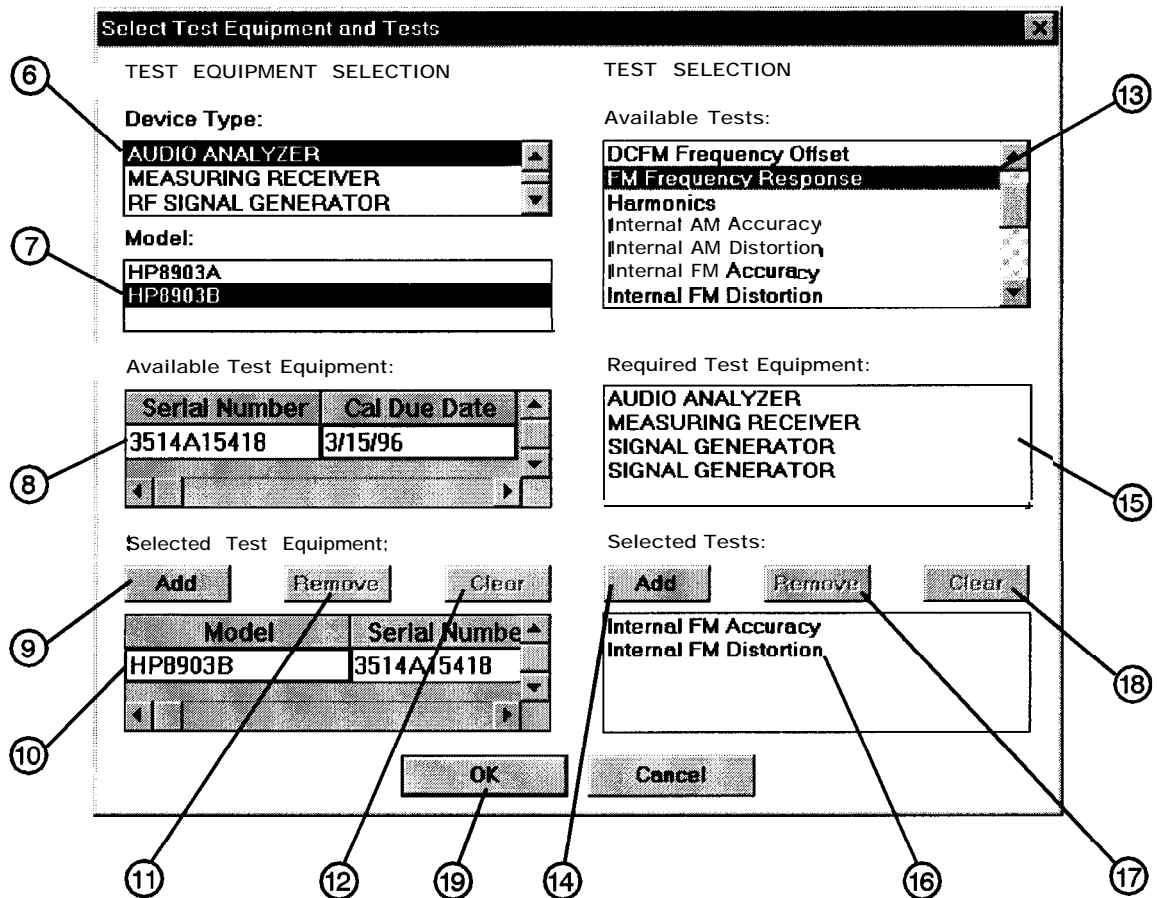 Select Test Equipment and Tests
TEST EQUIPMENT SELECTION
Device Type:
AUDIO ANALYZER
MEASURING RECEIVER
RF SIGNAL GENERATOR
Model:
HP8903A
HP8903B
Available Test Equipment:
Serial Number Cal Due Date
3514A15418 3/15/96
Selected Test Equipment;
Add Remove Clear
Model Serial Numbe
HP8903B 3514A15418
TEST SELECTION
Available Tests:
DCFM Frequency Offset
FM Frequency Response
Harmonics
Internal AM Accuracy
Internal AM Distortion
Internal FM Accuracy
Internal FM Distortion
Required Test Equipment:
AUDIO ANALYZER
MEASURING RECEIVER
SIGNAL GENERATOR
SIGNAL GENERATOR
Selected Tests:
Add Remove Clear
Internal FM Accuracy
Internal FM Distortion
OK Cancel
6
7
8
9
10
11
12
19
14
16
17
13
15
18